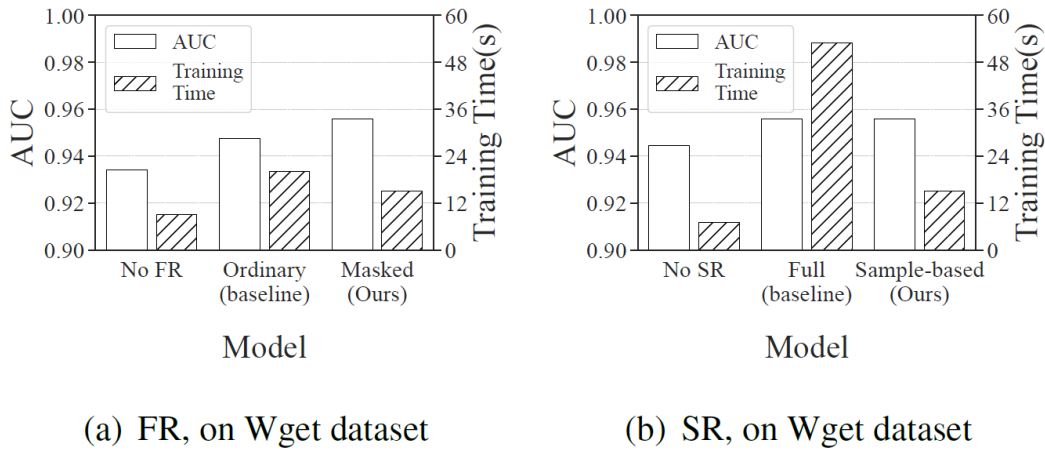 AUC
1.00
0.98
0.96
0.94
0.92
0.90
AUC
Training
Time
60
48
36
24
12
0
Training Time(s)
No FR
Ordinary
(baseline)
Masked
(Ours)
Model
(a) FR, on Wget dataset
AUC
1.00
0.98
0.96
0.94
0.92
0.90
AUC
Training
Time
60
48
36
24
12
0
Training Time(s)
No SR
Full
(baseline)
Sample-based
(Ours)
Model
(b) SR, on Wget dataset